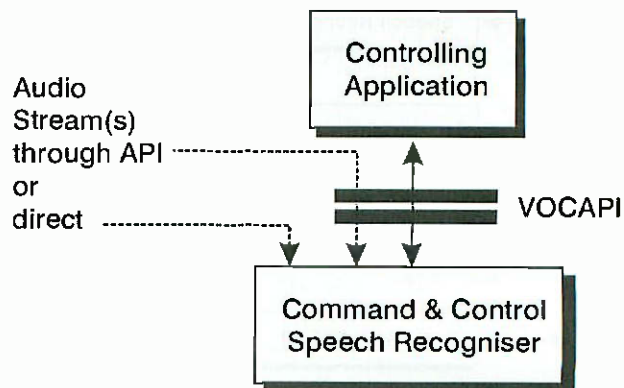 Controlling
Application
Audio
Stream(s)
through API
or
direct
VOCAPI
Command & Control
Speech Recogniser